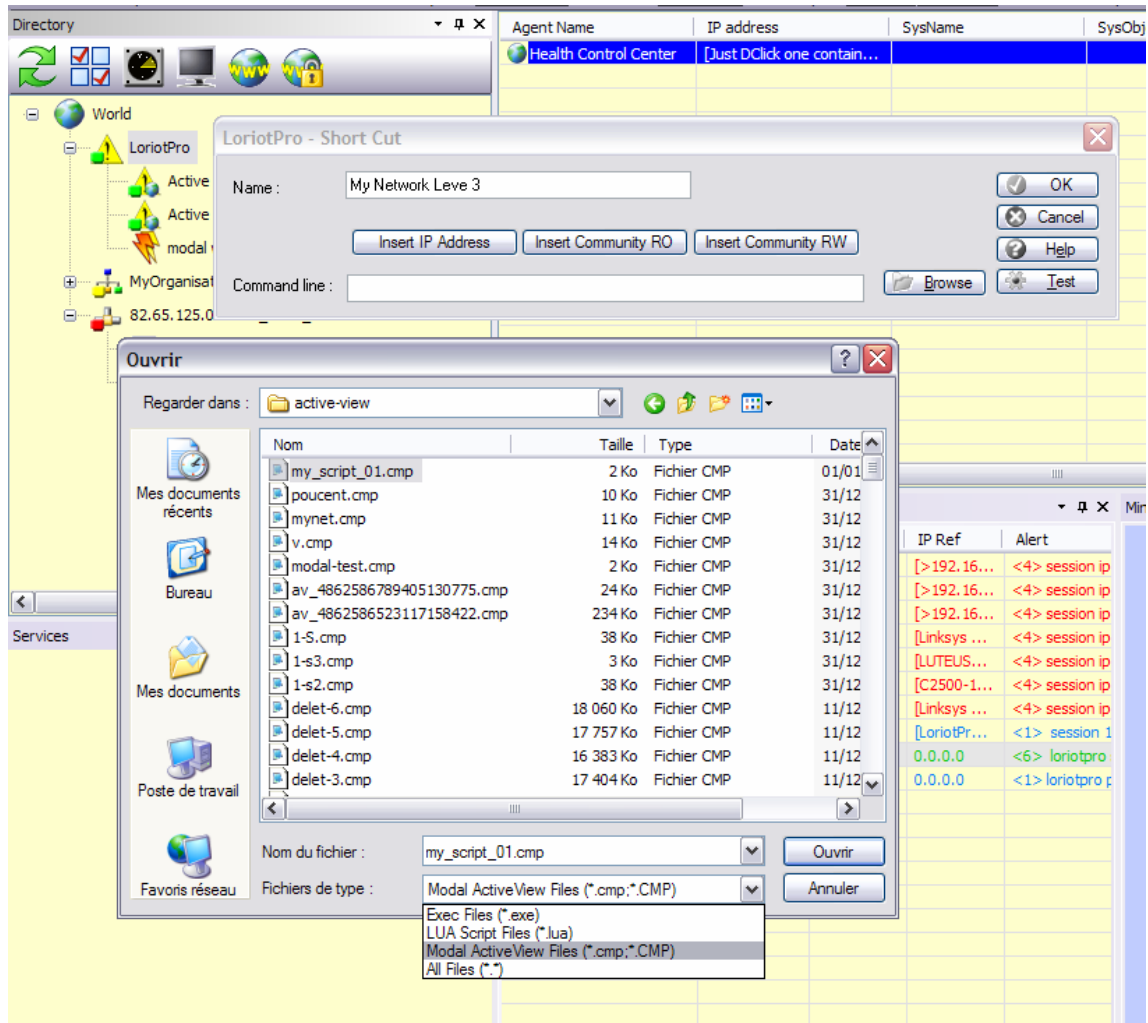 Directory
Agent Name IP address SysName SysObj
Health Control Center [Just DClick one contain...
World
LoriotPro
Active
Active
modal
MyOrganisat
82.65.125.0
LoriotPro - Short Cut
Name : My Network Leve 3
OK
Cancel
Help
Test
Insert IP Address Insert Community RO Insert Community RW
Command line : Browse
Ouvrir
Regarder dans : active-view
Nom Taille Type Date
my_script_01.cmp 2 Ko Fichier CMP 01/01
poucent.cmp 10 Ko Fichier CMP 31/12
mynet.cmp 11 Ko Fichier CMP 31/12
v.cmp 14 Ko Fichier CMP 31/12
modal-test.cmp 2 Ko Fichier CMP 31/12
av_4862586789405130775.cmp 24 Ko Fichier CMP 31/12
av_4862586523117158422.cmp 234 Ko Fichier CMP 31/12
1-S.cmp 38 Ko Fichier CMP 31/12
1-s3.cmp 3 Ko Fichier CMP 31/12
1-s2.cmp 38 Ko Fichier CMP 31/12
delet-6.cmp 18 060 Ko Fichier CMP 11/12
delet-5.cmp 17 757 Ko Fichier CMP 11/12
delet-4.cmp 16 383 Ko Fichier CMP 11/12
delet-3.cmp 17 404 Ko Fichier CMP 11/12
Mes documents
récents
Bureau
Mes documents
Poste de travail
Favoris réseau
Nom du fichier : my_script_01.cmp Ouvrir
Fichiers de type : Modal ActiveView Files (*.cmp;*.CMP) Annuler
Exec Files (*.exe)
LUA Script Files (*.lua)
Modal ActiveView Files (*.cmp;*.CMP)
All Files (*.*)
Services
Min
IP Ref Alert
[>192.16... <4> session ip
[>192.16... <4> session ip
[>192.16... <4> session ip
[Linksys ... <4> session ip
[LUTEUS... <4> session ip
[C2500-1... <4> session ip
[Linksys ... <4> session ip
[LoriotPr... <1> session 1
0.0.0.0 <6> loriotpro
0.0.0.0 <1> loriotpro p